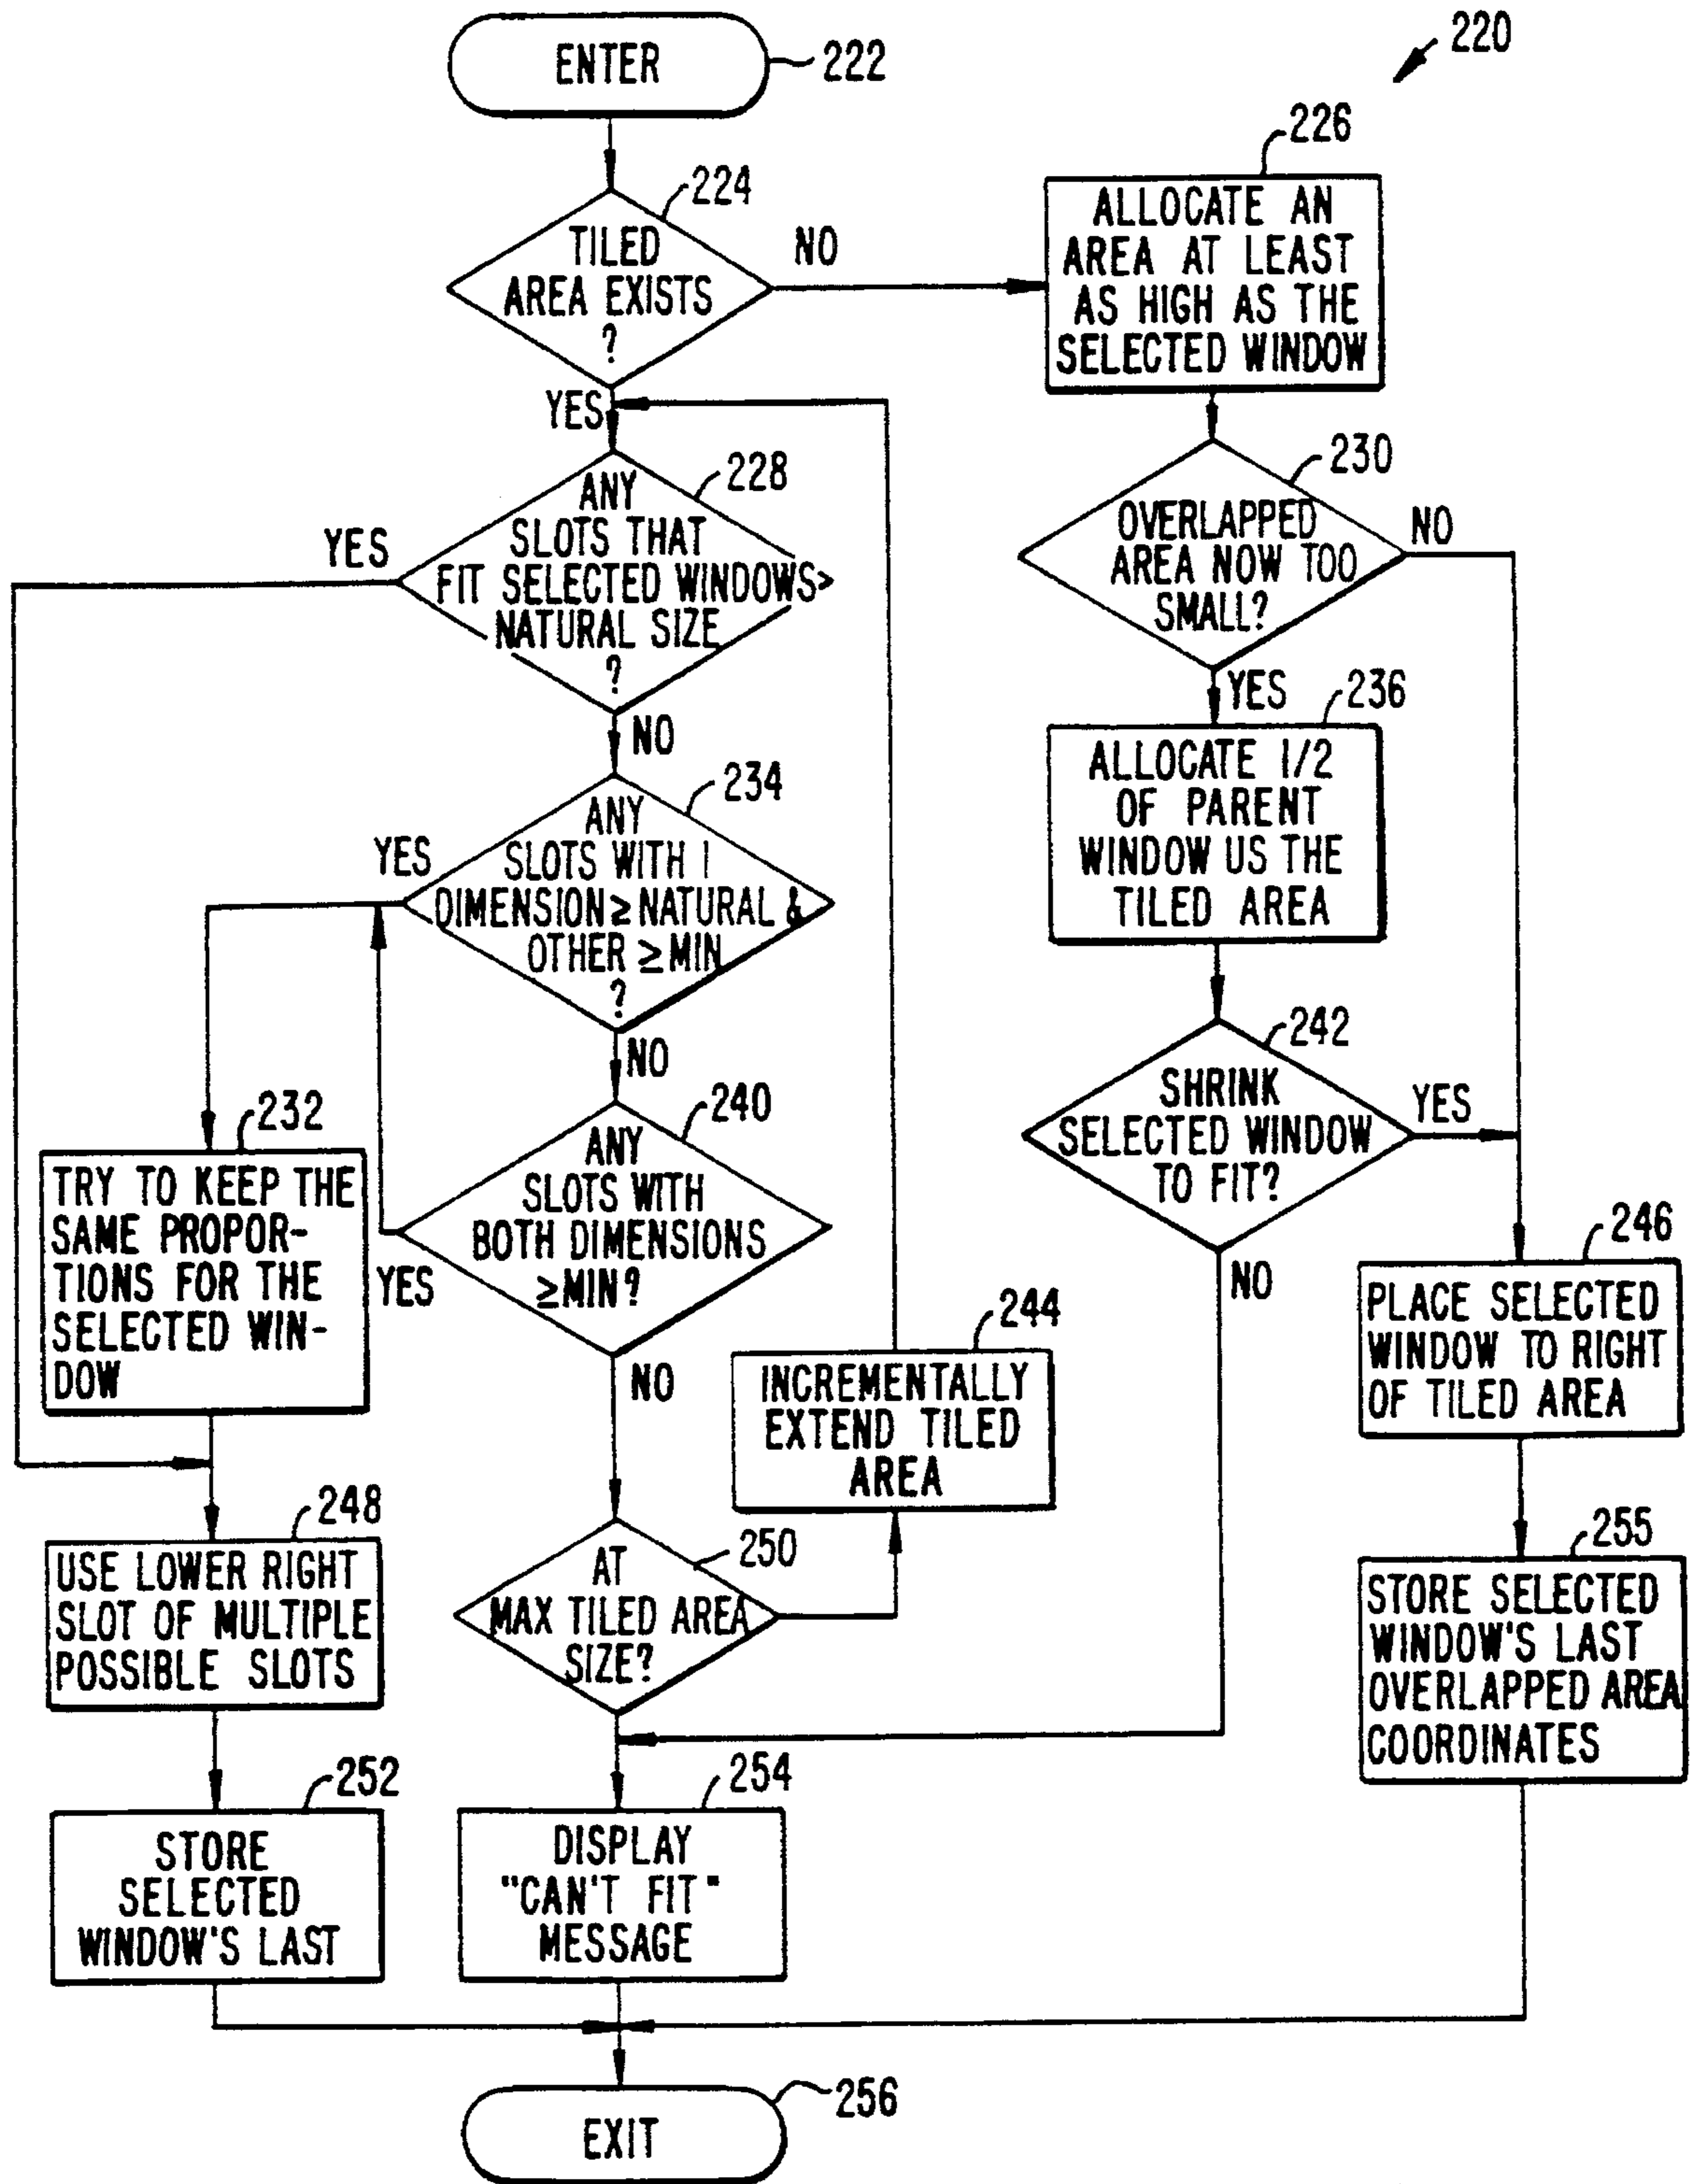 220
ENTER
222
224
TILED
AREA EXISTS
?
NO
YES
226
ALLOCATE AN
AREA AT LEAST
AS HIGH AS THE
SELECTED WINDOW
228
ANY
SLOTS THAT
FIT SELECTED WINDOWS>
NATURAL SIZE
?
YES
NO
230
OVERLAPPED
AREA NOW TOO
SMALL?
NO
YES
234
ANY
SLOTS WITH 1
DIMENSION ≥ NATURAL &
OTHER ≥ MIN
?
YES
NO
236
ALLOCATE 1/2
OF PARENT
WINDOW US THE
TILED AREA
232
TRY TO KEEP THE
SAME PROPOR-
TIONS FOR THE
SELECTED WIN-
DOW
240
ANY
SLOTS WITH
BOTH DIMENSIONS
≥MIN?
YES
NO
242
SHRINK
SELECTED WINDOW
TO FIT?
YES
NO
244
INCREMENTALLY
EXTEND TILED
AREA
246
PLACE SELECTED
WINDOW TO RIGHT
OF TILED AREA
248
USE LOWER RIGHT
SLOT OF MULTIPLE
POSSIBLE SLOTS
250
AT
MAX TILED AREA
SIZE?
255
STORE SELECTED
WINDOW'S LAST
OVERLAPPED AREA
COORDINATES
252
STORE
SELECTED
WINDOW'S LAST
254
DISPLAY
"CAN'T FIT"
MESSAGE
EXIT
256